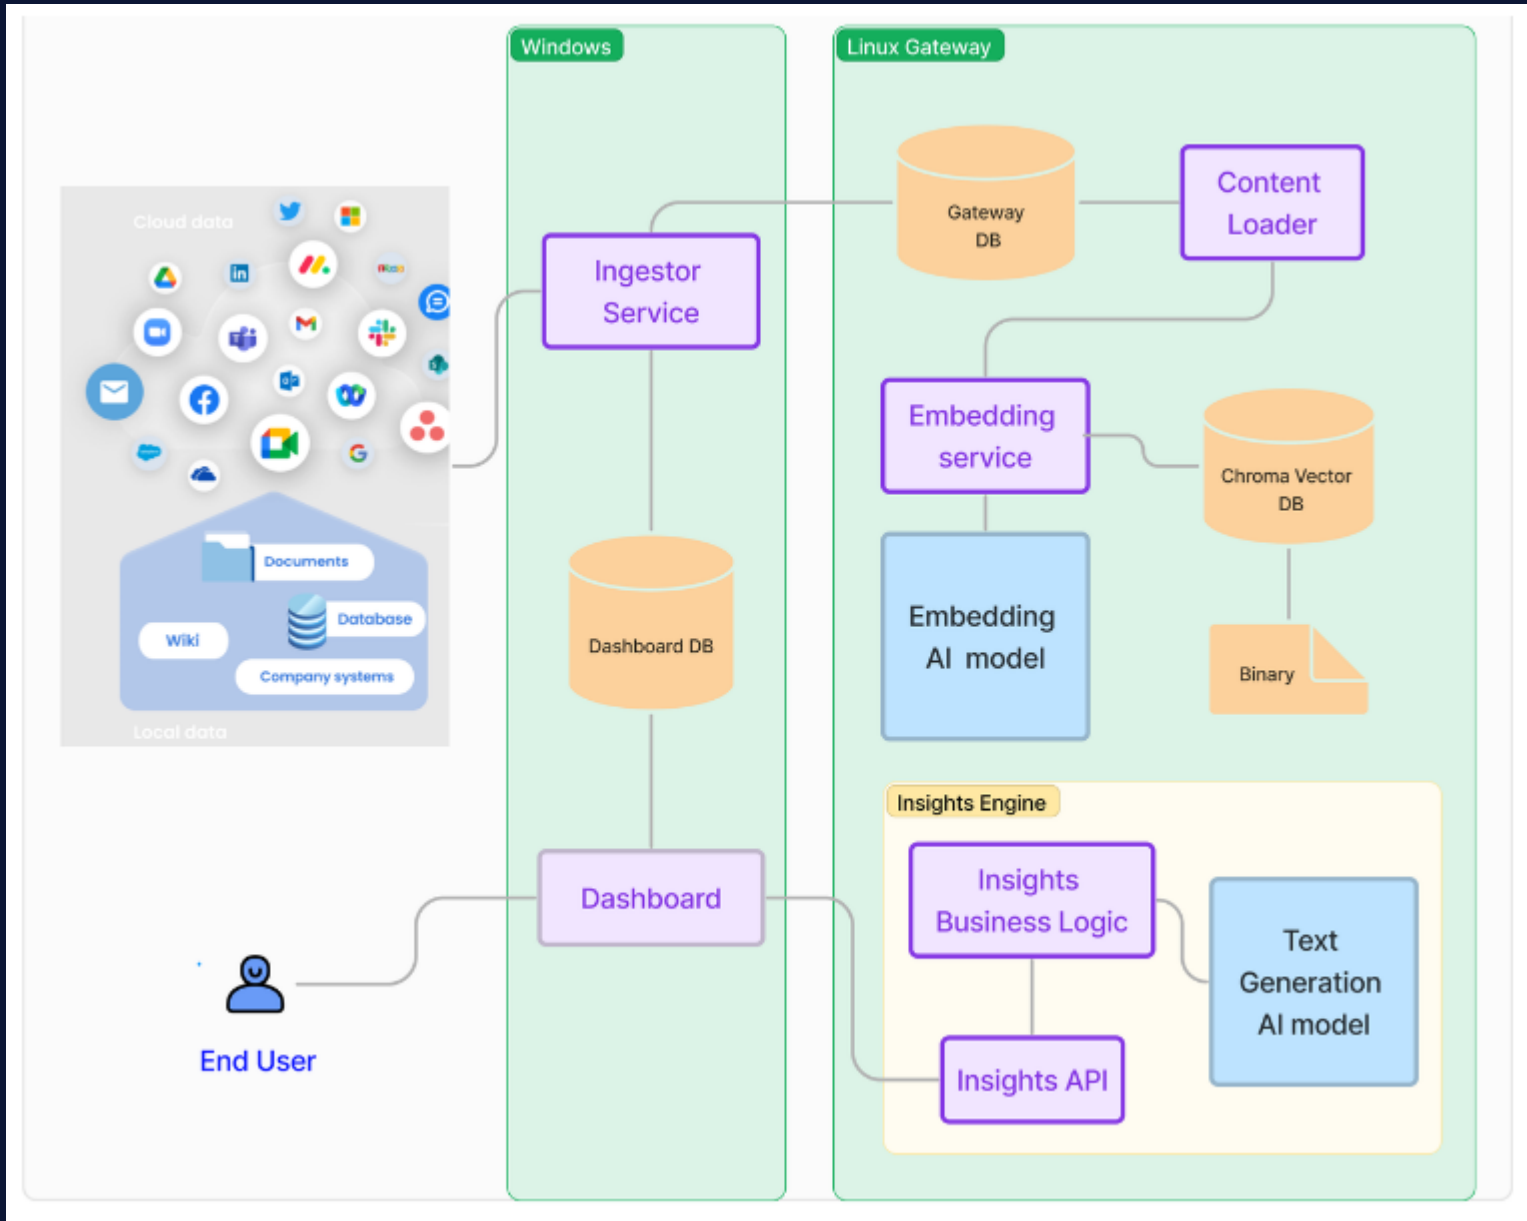 Windows
Linux Gateway
Cloud data
Ingestor
Service
Gateway
DB
Content
Loader
Embedding
service
Chroma Vector
DB
Documents
Database
Wiki
Company systems
Local data
Dashboard DB
Embedding
AI model
Binary
Insights Engine
Insights
Business Logic
Text
Generation
AI model
Dashboard
Insights API
End User